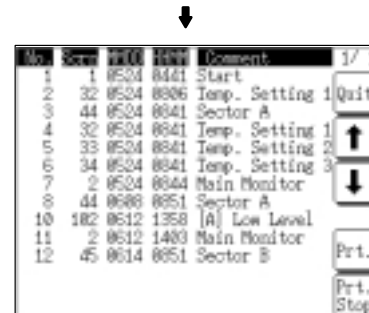 No. Scrn MMDD HHMM Comment 1/
1 1 0524 0441 Start
2 32 0524 0806 Temp. Setting 1 Quit
3 44 0524 0841 Sector A
4 32 0524 0841 Temp. Setting 1
5 33 0524 0841 Temp. Setting 2
6 34 0524 0841 Temp. Setting 3
7 2 0524 0844 Main Monitor
8 44 0608 0851 Sector A
10 102 0612 1358 [A] Low Level
11 2 0612 1403 Main Monitor
12 45 0614 0851 Sector B
Prt.
Prt.
Stop